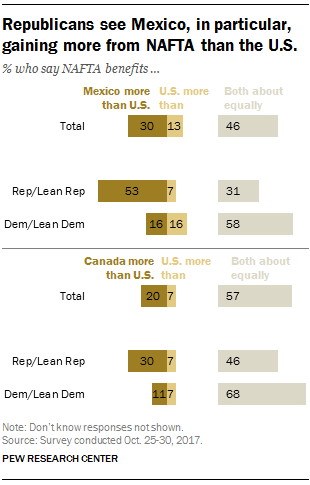 Republicans see Mexico, in particular,
gaining more from NAFTA than the U.S.
% who say NAFTA benefits ...
Mexico more than U.S. U.S. more than Both about equally
Total 30 13 46
Rep/Lean Rep 53 7 31
Dem/Lean Dem 16 16 58
Canada more than U.S. U.S. more than Both about equally
Total 20 7 57
Rep/Lean Rep 30 7 46
Dem/Lean Dem 11 7 68
Note: Don't know responses not shown.
Source: Survey conducted Oct. 25-30, 2017.
PEW RESEARCH CENTER